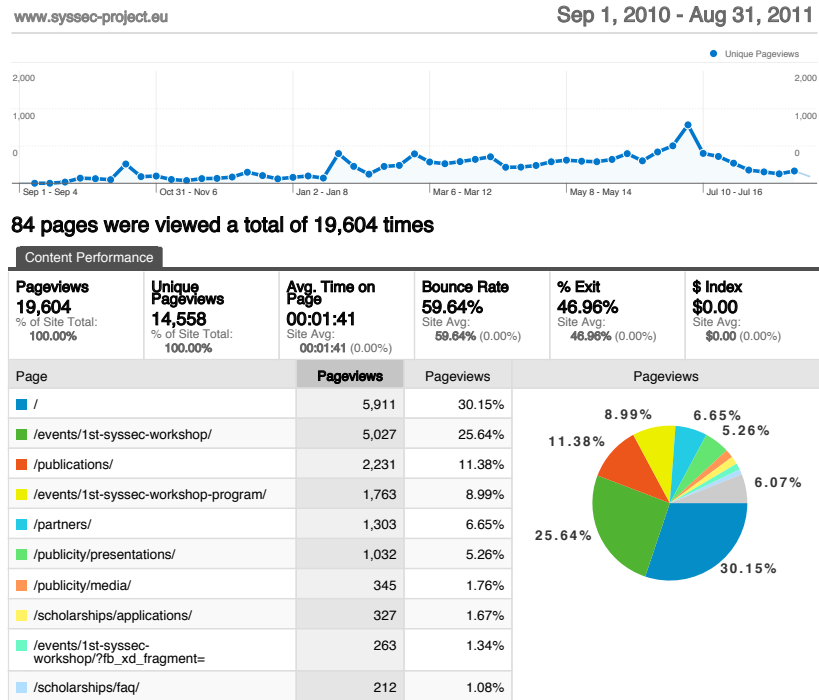 www.syssec-project.eu
Sep 1, 2010 - Aug 31, 2011
Unique Pageviews
2,000 2,000
1,000 1,000
0 0
Sep 1 - Sep 4 Oct 31 - Nov 6 Jan 2 - Jan 8 Mar 6 - Mar 12 May 8 - May 14 Jul 10 - Jul 16
84 pages were viewed a total of 19,604 times
Content Performance
Pageviews
19,604
% of Site Total:
100.00%
Unique
Pageviews
14,558
% of Site Total:
100.00%
Avg. Time on
Page
00:01:41
Site Avg:
00:01:41 (0.00%)
Bounce Rate
59.64%
Site Avg:
59.64% (0.00%)
% Exit
46.96%
Site Avg:
46.96% (0.00%)
$ Index
$0.00
Site Avg:
$0.00 (0.00%)
Page Pageviews Pageviews Pageviews
/ 5,911 30.15%
/events/1st-syssec-workshop/ 5,027 25.64%
/publications/ 2,231 11.38%
/events/1st-syssec-workshop-program/ 1,763 8.99%
/partners/ 1,303 6.65%
/publicity/presentations/ 1,032 5.26%
/publicity/media/ 345 1.76%
/scholarships/applications/ 327 1.67%
/events/1st-syssec-
workshop/?fb_xd_fragment= 263 1.34%
/scholarships/faq/ 212 1.08%
8.99%
6.65%
5.26%
11.38%
6.07%
25.64%
30.15%